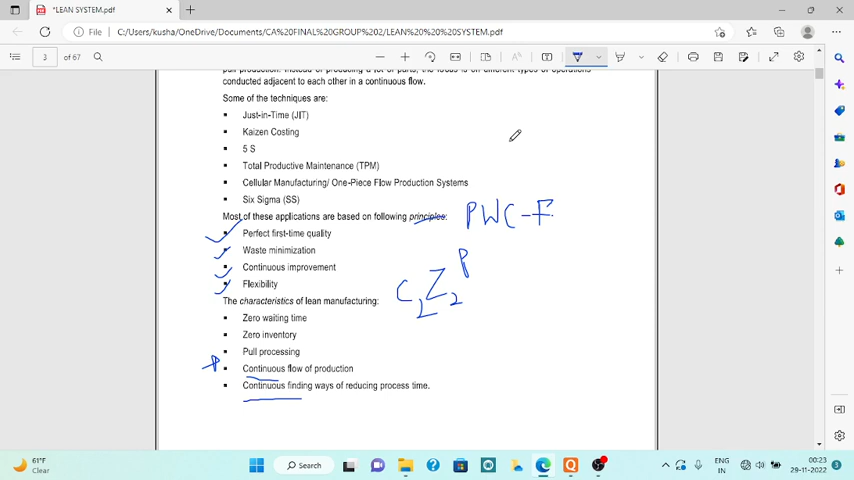 *LEAN SYSTEM.pdf
File
C:/Users/kusha/OneDrive/Documents/CA%20FINAL%20GROUP%202/LEAN%20%20%20SYSTEM.pdf
3 of 67
conducted adjacent to each other in a continuous flow.
Some of the techniques are:
▪ Just-in-Time (JIT)
▪ Kaizen Costing
▪ 5 S
▪ Total Productive Maintenance (TPM)
▪ Cellular Manufacturing/ One-Piece Flow Production Systems
▪ Six Sigma (SS)
Most of these applications are based on following principles: PWC-F
▪ Perfect first-time quality
▪ Waste minimization
▪ Continuous improvement
▪ Flexibility
C2Z2P
The characteristics of lean manufacturing:
▪ Zero waiting time
▪ Zero inventory
▪ Pull processing
▪ Continuous flow of production
▪ Continuous finding ways of reducing process time.
61°F
Clear
Search
ENG
IN
00:23
29-11-2022